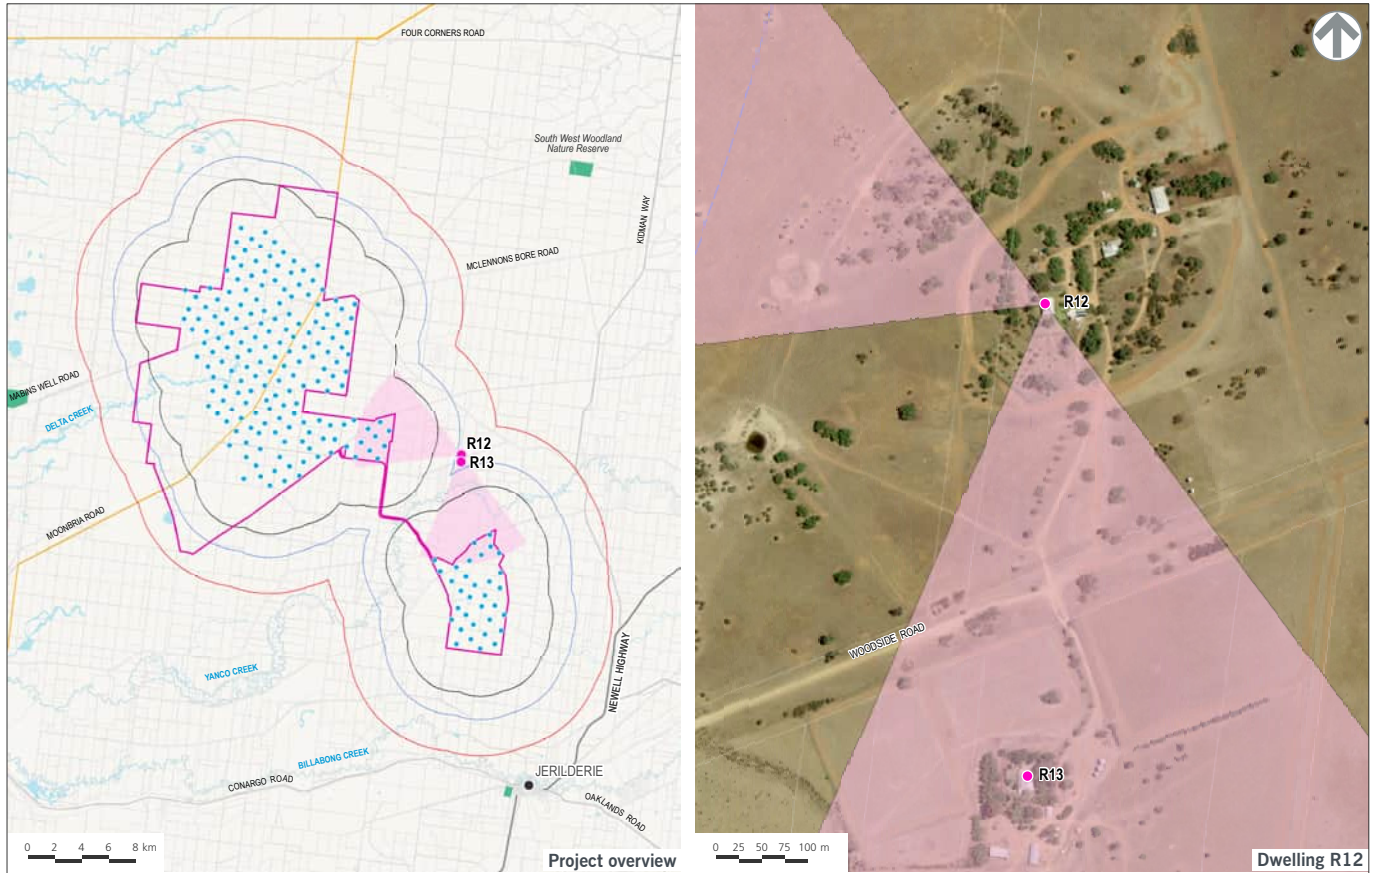 FOUR CORNERS ROAD
South West Woodland
Nature Reserve
KIDMAN WAY
MCLENNONS BORE ROAD
MABINS WELL ROAD
DELTA CREEK
R12
R13
MOONBRIA ROAD
YANCO CREEK
NEWELL HIGHWAY
BILLABONG CREEK
CONARGO ROAD
JERILDERIE
OAKLANDS ROAD
0 2 4 6 8 km
Project overview
R12
WOODSIDE ROAD
R13
0 25 50 75 100 m
Dwelling R12